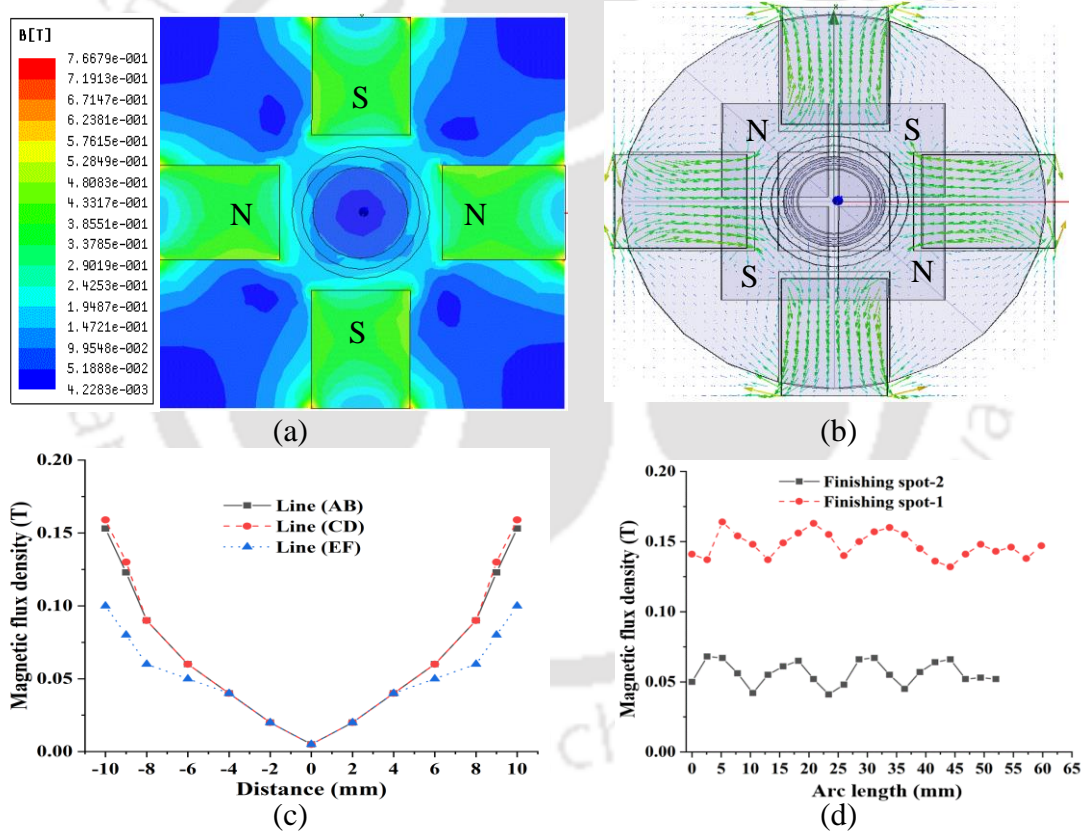 B[T]
7.6679e-001
7.1913e-001
6.7147e-001
6.2381e-001
5.7615e-001
5.2849e-001
4.8083e-001
4.3317e-001
3.8551e-001
3.3785e-001
2.9019e-001
2.4253e-001
1.9487e-001
1.4721e-001
9.9548e-002
5.1888e-002
4.2283e-003
S
N
N
S
(a)
x
N
S
S
N
(b)
0.20
0.15
0.10
0.05
0.00
Magnetic flux density (T)
Line (AB)
Line (CD)
Line (EF)
-10 -8 -6 -4 -2 0 2 4 6 8 10
Distance (mm)
(c)
0.20
0.15
0.10
0.05
0.00
Magnetic flux density (T)
Finishing spot-2
Finishing spot-1
0 5 10 15 20 25 30 35 40 45 50 55 60 65
Arc length (mm)
(d)